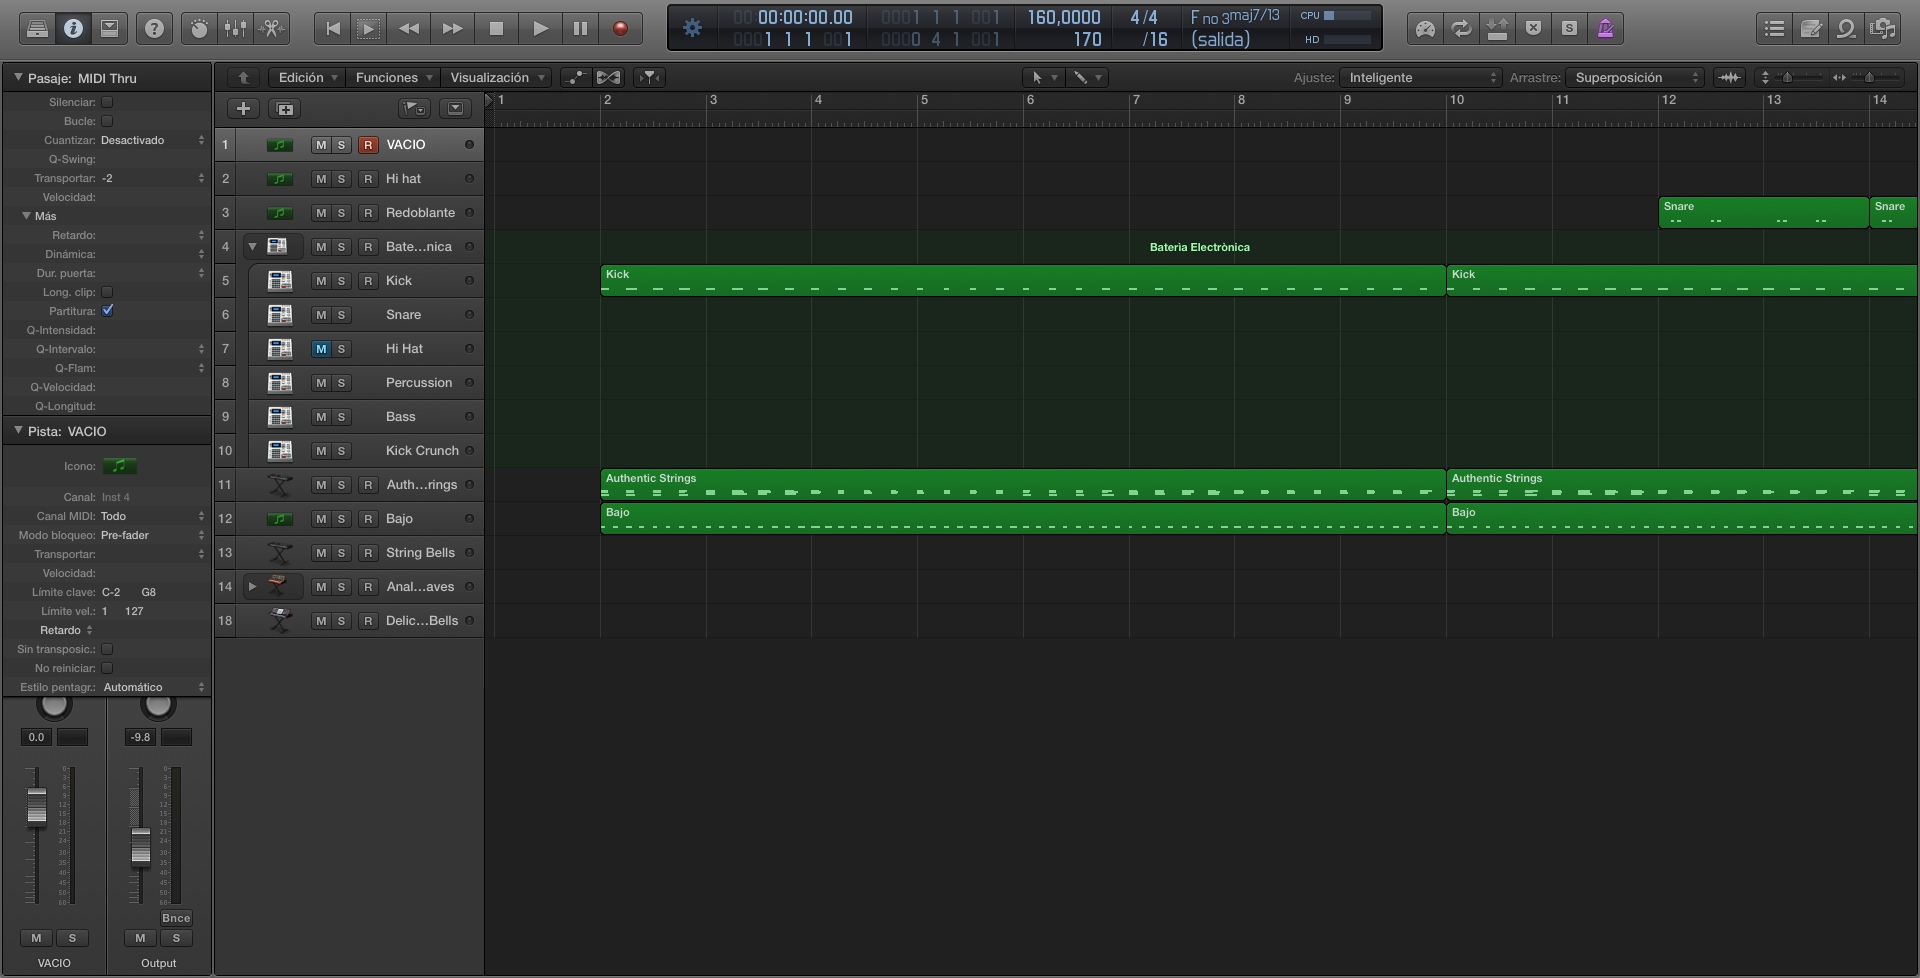 00:00:00:00.00 0001 1 1 001 160,0000 4/4 F no 3maj7/13 CPU
0001 1 1 001 0000 4 1 001 170 /16 (salida) HD
Pasaje: MIDI Thru
Silenciar:
Bucle:
Cuantizar: Desactivado
Q-Swing:
Transportar: -2
Velocidad:
Más
Retardo:
Dinámica:
Dur. puerta:
Long. clip:
Partitura:
Q-Intensidad:
Q-Intervalo:
Q-Flam:
Q-Velocidad:
Q-Longitud:
Pista: VACIO
Icono:
Canal: Inst 4
Canal MIDI: Todo
Modo bloqueo: Pre-fader
Transportar:
Velocidad:
Límite clave: C-2 G8
Límite vel.: 1 127
Retardo
Sin transposic.:
No reiniciar:
Estilo pentagr.: Automático
0.0 -9.8
Bnce
M S M S
VACIO Output
Edición Funciones Visualización Ajuste: Inteligente Arrastre: Superposición
1 2 3 4 5 6 7 8 9 10 11 12 13 14
1 M S R VACIO
2 M S R Hi hat
3 M S R Redoblante Snare Snare
4 M S R Bate...nica Baterìa Electrònica
5 M S R Kick Kick Kick
6 M S Snare
7 M S Hi Hat
8 M S Percussion
9 M S Bass
10 M S Kick Crunch
11 M S R Auth...rings Authentic Strings Authentic Strings
12 M S R Bajo Bajo Bajo
13 M S R String Bells
14 M S R Anal...aves
18 M S R Delic...Bells